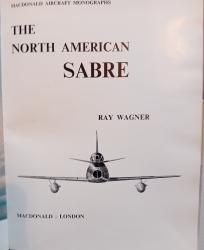 MACDONALD AIRCRAFT MONOGRAPHS
THE
NORTH AMERICAN
SABRE
RAY WAGNER
MACDONALD : LONDON